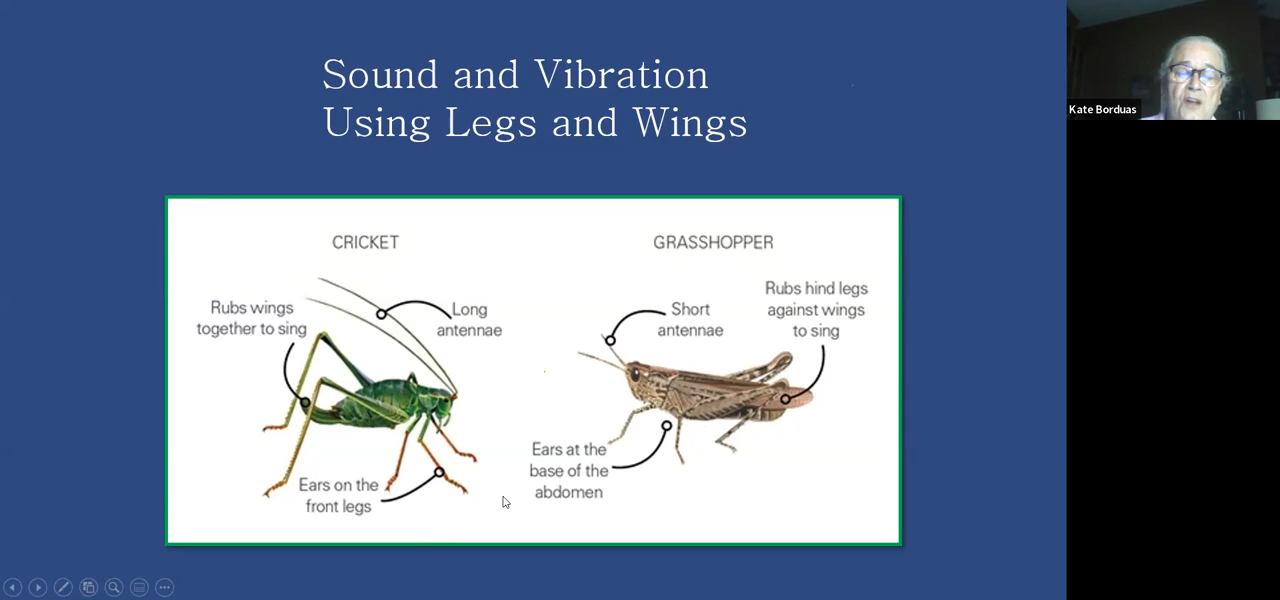 Sound and Vibration
Using Legs and Wings
Kate Borduas
CRICKET
GRASSHOPPER
Rubs wings
together to sing
Long
antennae
Ears on the
front legs
Short
antennae
Rubs hind legs
against wings
to sing
Ears at the
base of the
abdomen